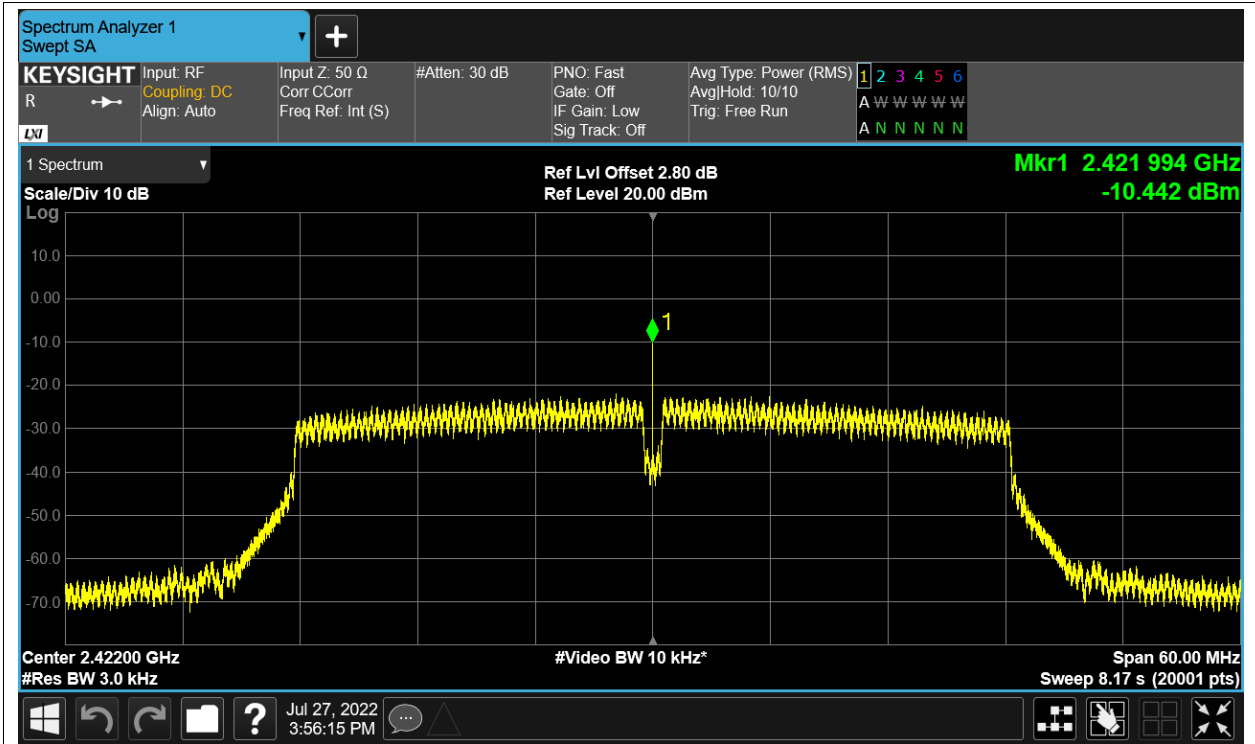 Spectrum Analyzer 1
Swept SA
KEYSIGHT
R
LXI
Input: RF
Coupling: DC
Align: Auto
Input Z: 50 Ω
Corr CCorr
Freq Ref: Int (S)
#Atten: 30 dB
PNO: Fast
Gate: Off
IF Gain: Low
Sig Track: Off
Avg Type: Power (RMS)
Avg|Hold: 10/10
Trig: Free Run
1 2 3 4 5 6
A W W W W W
A N N N N N
1 Spectrum
Scale/Div 10 dB
Log
Ref Lvl Offset 2.80 dB
Ref Level 20.00 dBm
Mkr1 2.421 994 GHz
-10.442 dBm
10.0
0.00
-10.0
-20.0
-30.0
-40.0
-50.0
-60.0
-70.0
1
Center 2.42200 GHz
#Res BW 3.0 kHz
#Video BW 10 kHz*
Span 60.00 MHz
Sweep 8.17 s (20001 pts)
?
Jul 27, 2022
3:56:15 PM